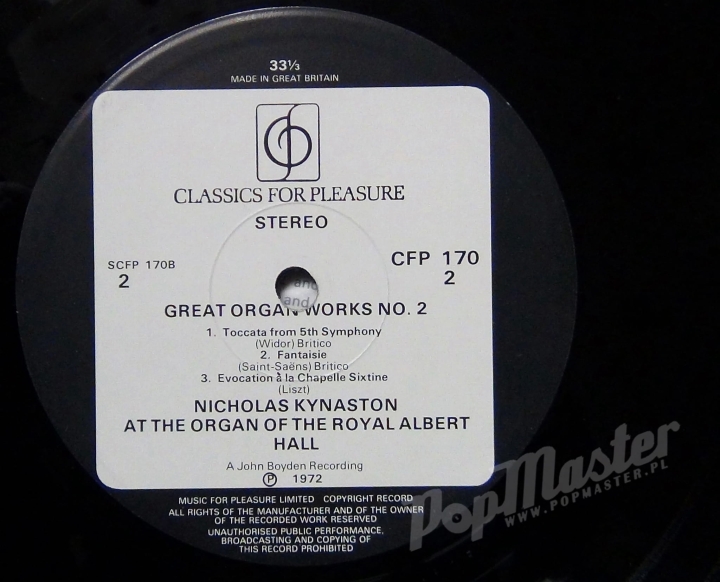 33⅓
MADE IN GREAT BRITAIN
CLASSICS FOR PLEASURE
STEREO
SCFP 170B
2
CFP 170
2
and
and
GREAT ORGAN WORKS NO. 2
1. Toccata from 5th Symphony
(Widor) Britico
2. Fantaisie
(Saint-Saëns) Britico
3. Evocation à la Chapelle Sixtine
(Liszt)
NICHOLAS KYNASTON
AT THE ORGAN OF THE ROYAL ALBERT
HALL
A John Boyden Recording
Ⓟ 1972
MUSIC FOR PLEASURE LIMITED COPYRIGHT RECORD
ALL RIGHTS OF THE MANUFACTURER AND OF THE OWNER
OF THE RECORDED WORK RESERVED
UNAUTHORISED PUBLIC PERFORMANCE,
BROADCASTING AND COPYING OF
THIS RECORD PROHIBITED
PopMaster
WWW.POPMASTER.PL